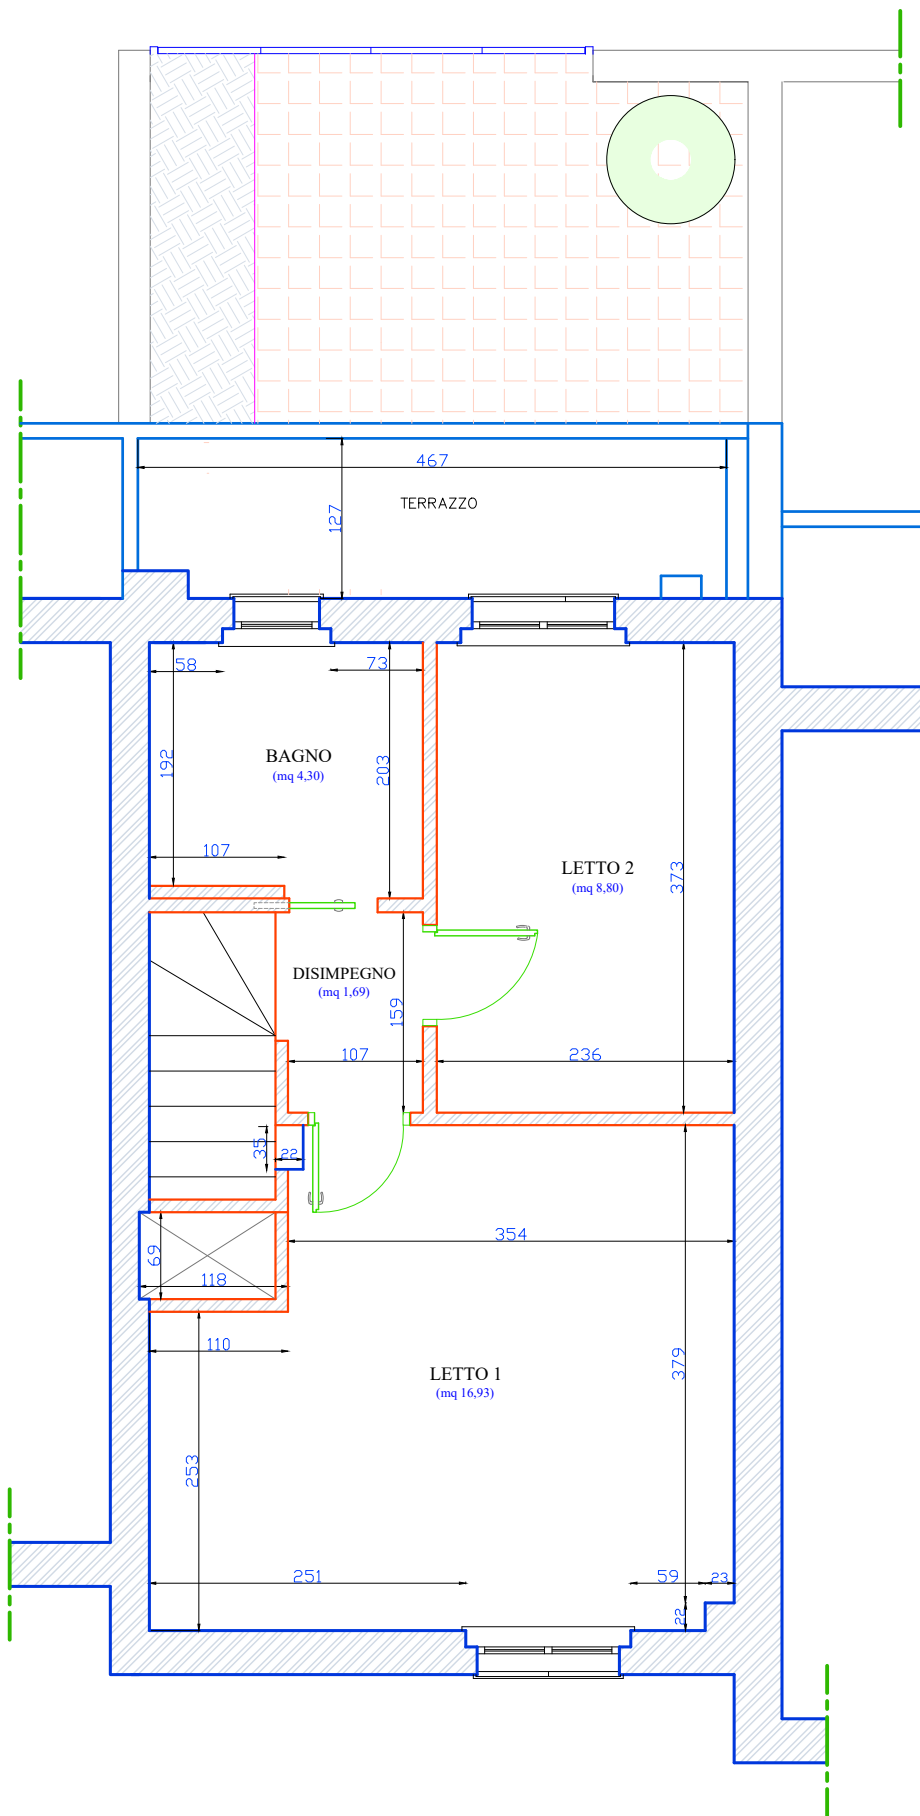 467
TERRAZZO
127
58
73
192
BAGNO
(mq 4,30)
203
107
LETTO 2
(mq 8,80)
373
DISIMPEGNO
(mq 1,69)
159
107
236
35
22
354
69
118
110
379
LETTO 1
(mq 16,93)
253
251
59
23
22